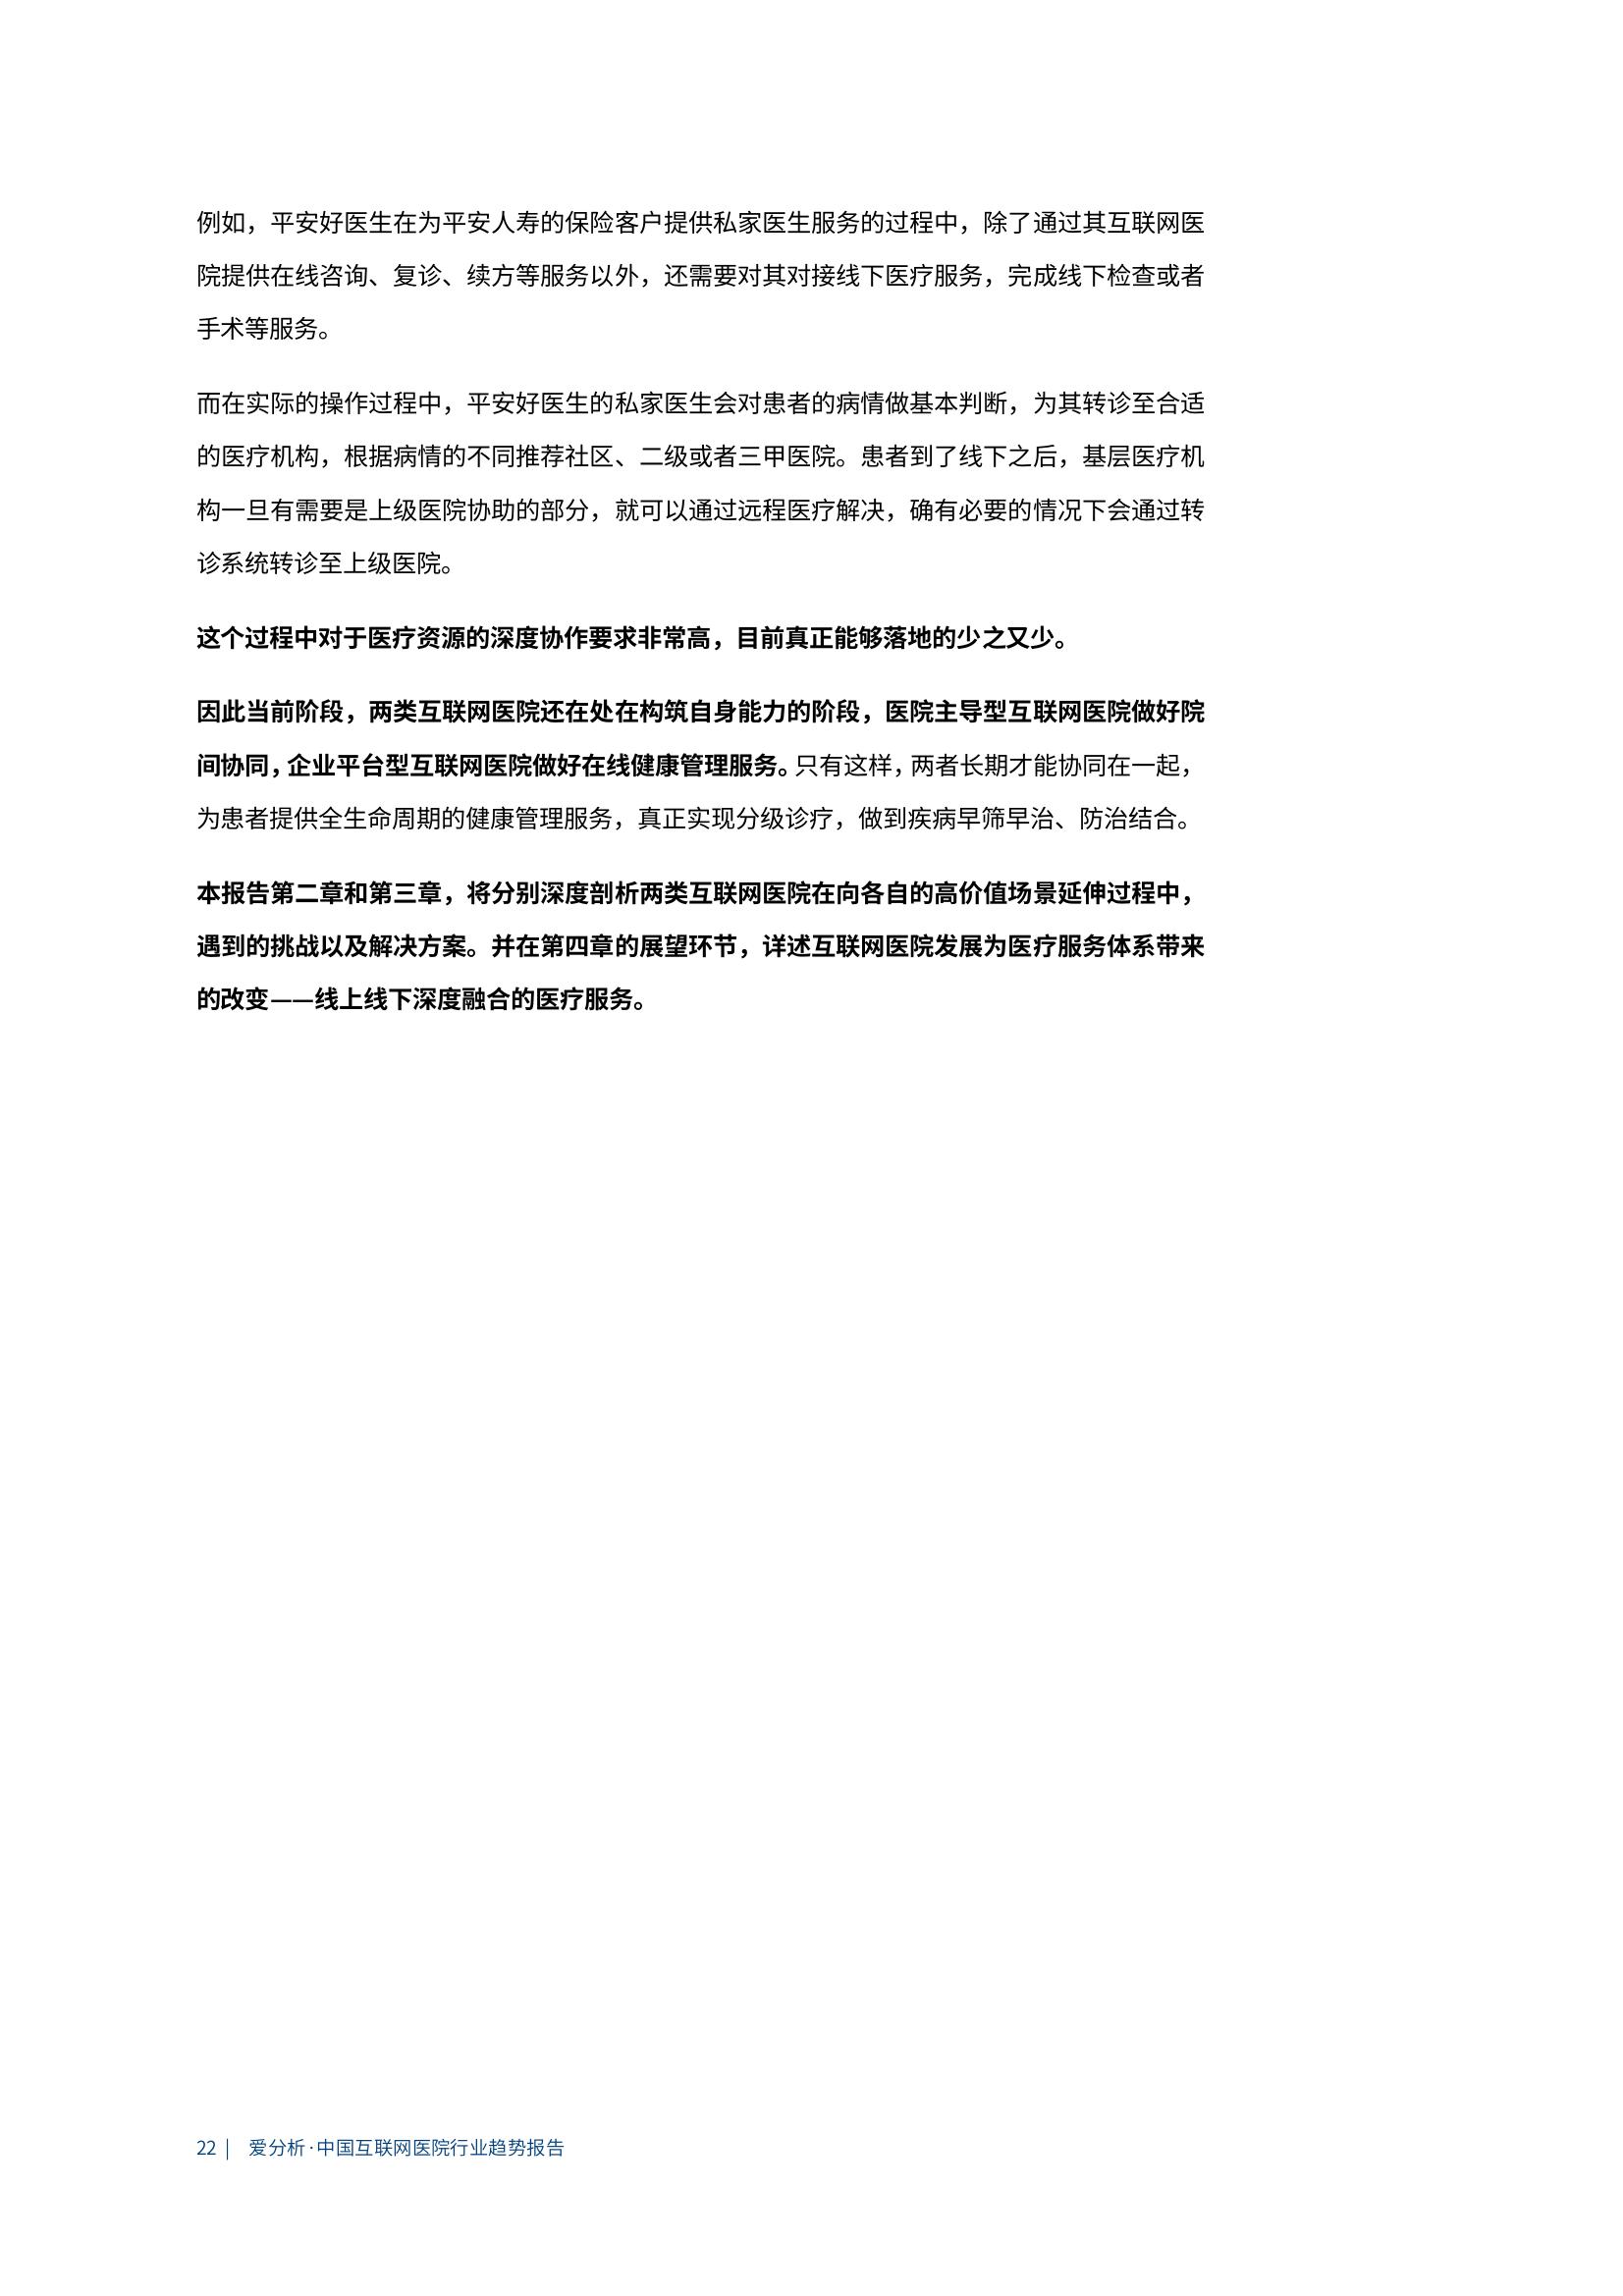 例如，平安好医生在为平安人寿的保险客户提供私家医生服务的过程中，除了通过其互联网医
院提供在线咨询、复诊、续方等服务以外，还需要对其对接线下医疗服务，完成线下检查或者
手术等服务。
而在实际的操作过程中，平安好医生的私家医生会对患者的病情做基本判断，为其转诊至合适
的医疗机构，根据病情的不同推荐社区、二级或者三甲医院。患者到了线下之后，基层医疗机
构一旦有需要是上级医院协助的部分，就可以通过远程医疗解决，确有必要的情况下会通过转
诊系统转诊至上级医院。
这个过程中对于医疗资源的深度协作要求非常高，目前真正能够落地的少之又少。
因此当前阶段，两类互联网医院还在处在构筑自身能力的阶段，医院主导型互联网医院做好院
间协同，企业平台型互联网医院做好在线健康管理服务。只有这样，两者长期才能协同在一起，
为患者提供全生命周期的健康管理服务，真正实现分级诊疗，做到疾病早筛早治、防治结合。
本报告第二章和第三章，将分别深度剖析两类互联网医院在向各自的高价值场景延伸过程中，
遇到的挑战以及解决方案。并在第四章的展望环节，详述互联网医院发展为医疗服务体系带来
的改变——线上线下深度融合的医疗服务。
22 | 爱分析·中国互联网医院行业趋势报告